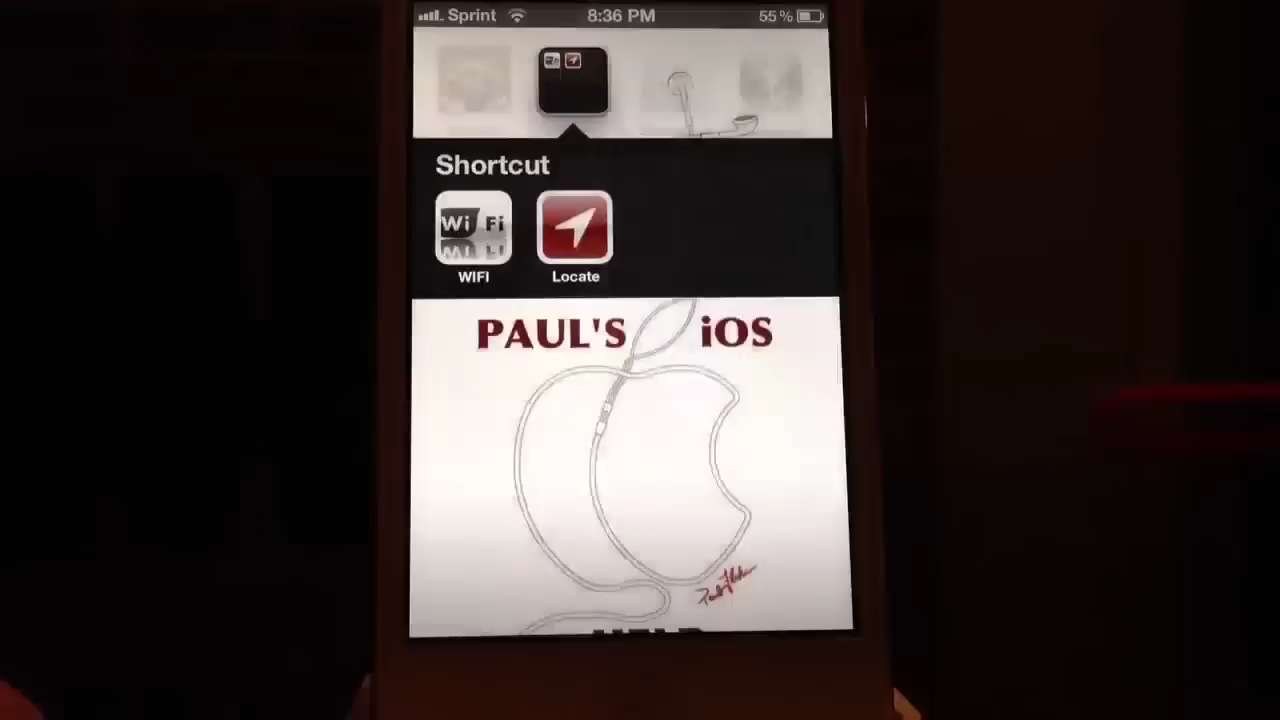 Sprint 8:36 PM 55%
Shortcut
Wi Fi
WIFI Locate
PAUL'S iOS